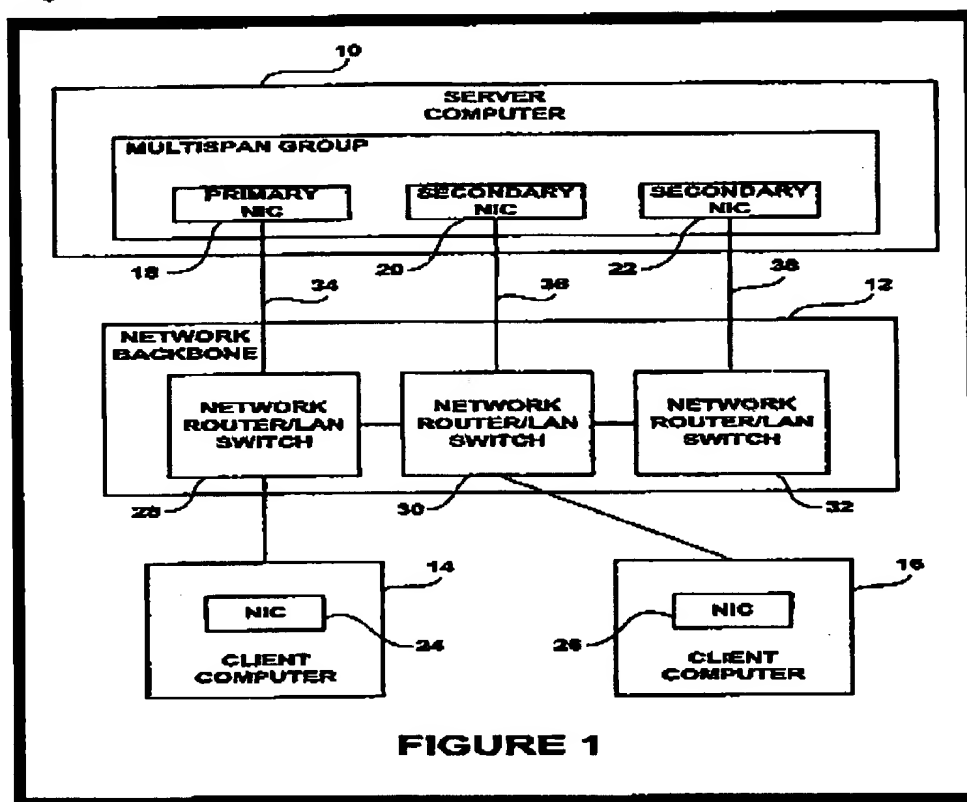 10
SERVER
COMPUTER
MULTISPAN GROUP
PRIMARY
NIC
SECONDARY
NIC
SECONDARY
NIC
18
20
22
34
36
38
12
NETWORK
BACKBONE
NETWORK
ROUTER/LAN
SWITCH
NETWORK
ROUTER/LAN
SWITCH
NETWORK
ROUTER/LAN
SWITCH
28
30
32
14
16
NIC
24
CLIENT
COMPUTER
NIC
26
CLIENT
COMPUTER
FIGURE 1